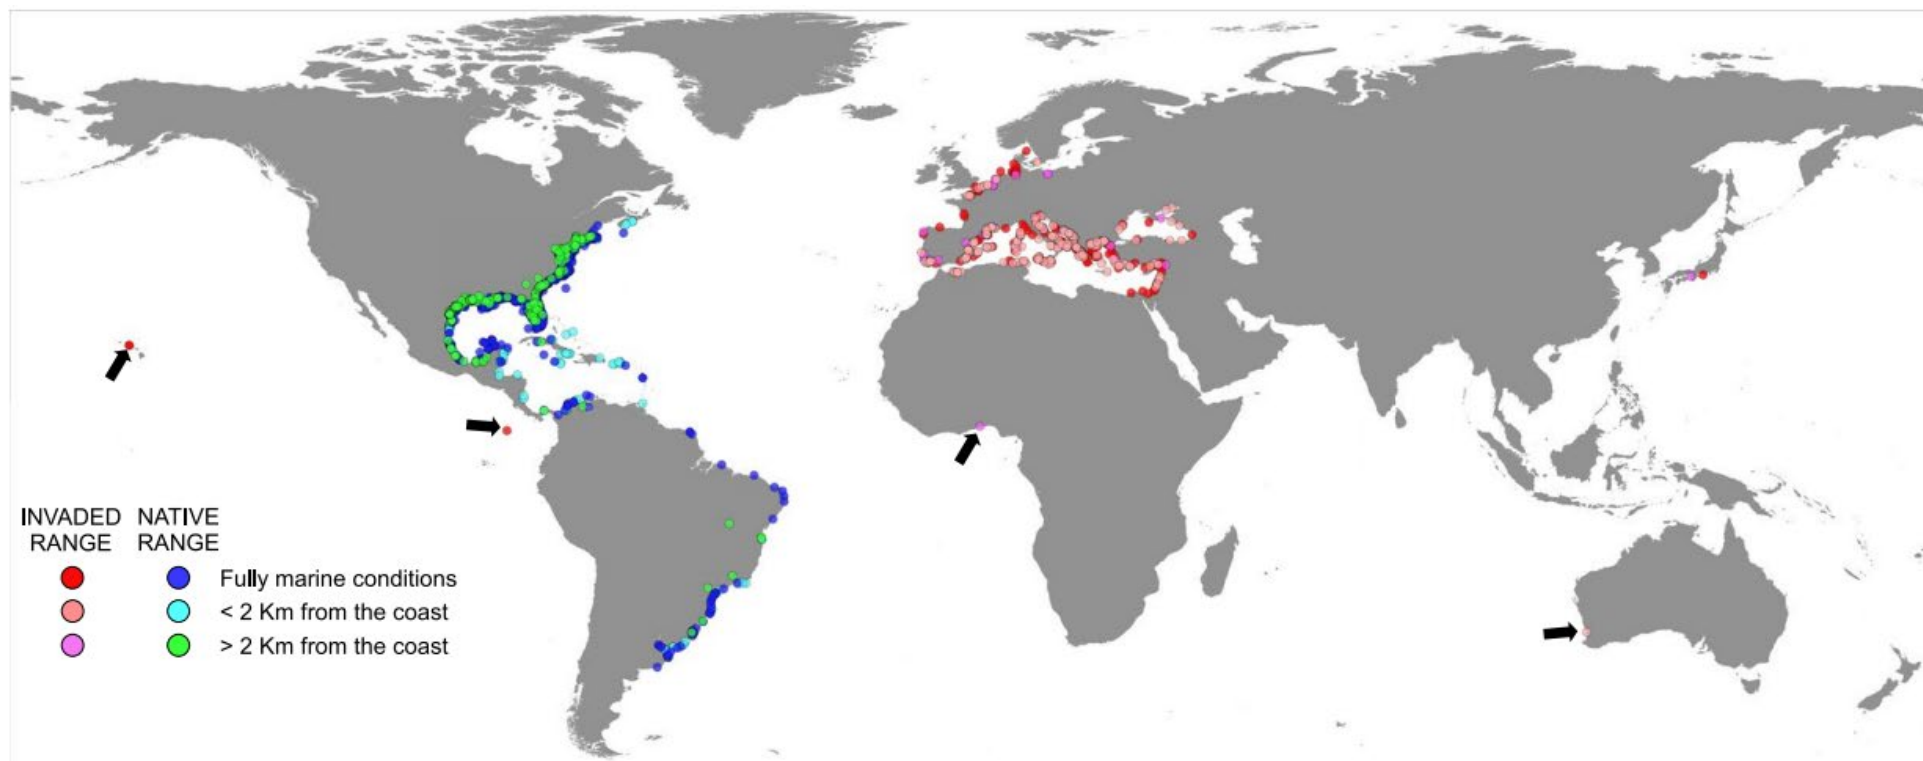 INVADED NATIVE
RANGE RANGE
Fully marine conditions
< 2 Km from the coast
> 2 Km from the coast